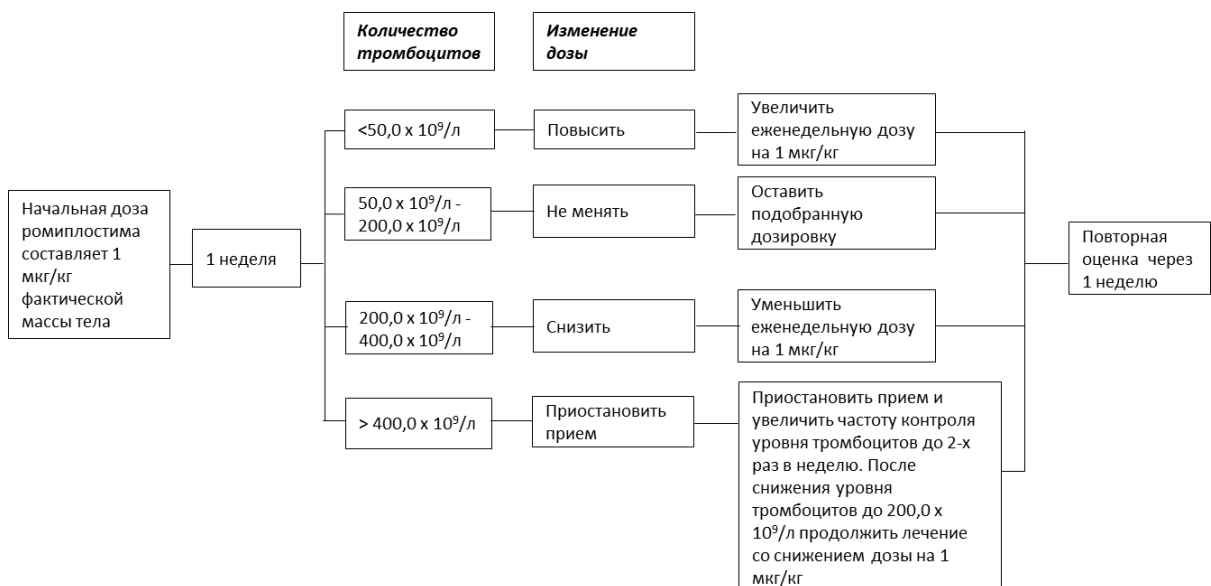 Количество
тромбоцитов
Изменение
дозы
Начальная доза
ромиплостима
составляет 1
мкг/кг
фактической
массы тела
1 неделя
<50,0 х 10⁹/л
Повысить
Увеличить
еженедельную дозу
на 1 мкг/кг
50,0 х 10⁹/л -
200,0 х 10⁹/л
Не менять
Оставить
подобранную
дозировку
200,0 х 10⁹/л -
400,0 х 10⁹/л
Снизить
Уменьшить
еженедельную дозу
на 1 мкг/кг
> 400,0 х 10⁹/л
Приостановить
прием
Приостановить прием и
увеличить частоту контроля
уровня тромбоцитов до 2-х
раз в неделю. После
снижения уровня
тромбоцитов до 200,0 х
10⁹/л продолжить лечение
со снижением дозы на 1
мкг/кг
Повторная
оценка через
1 неделю